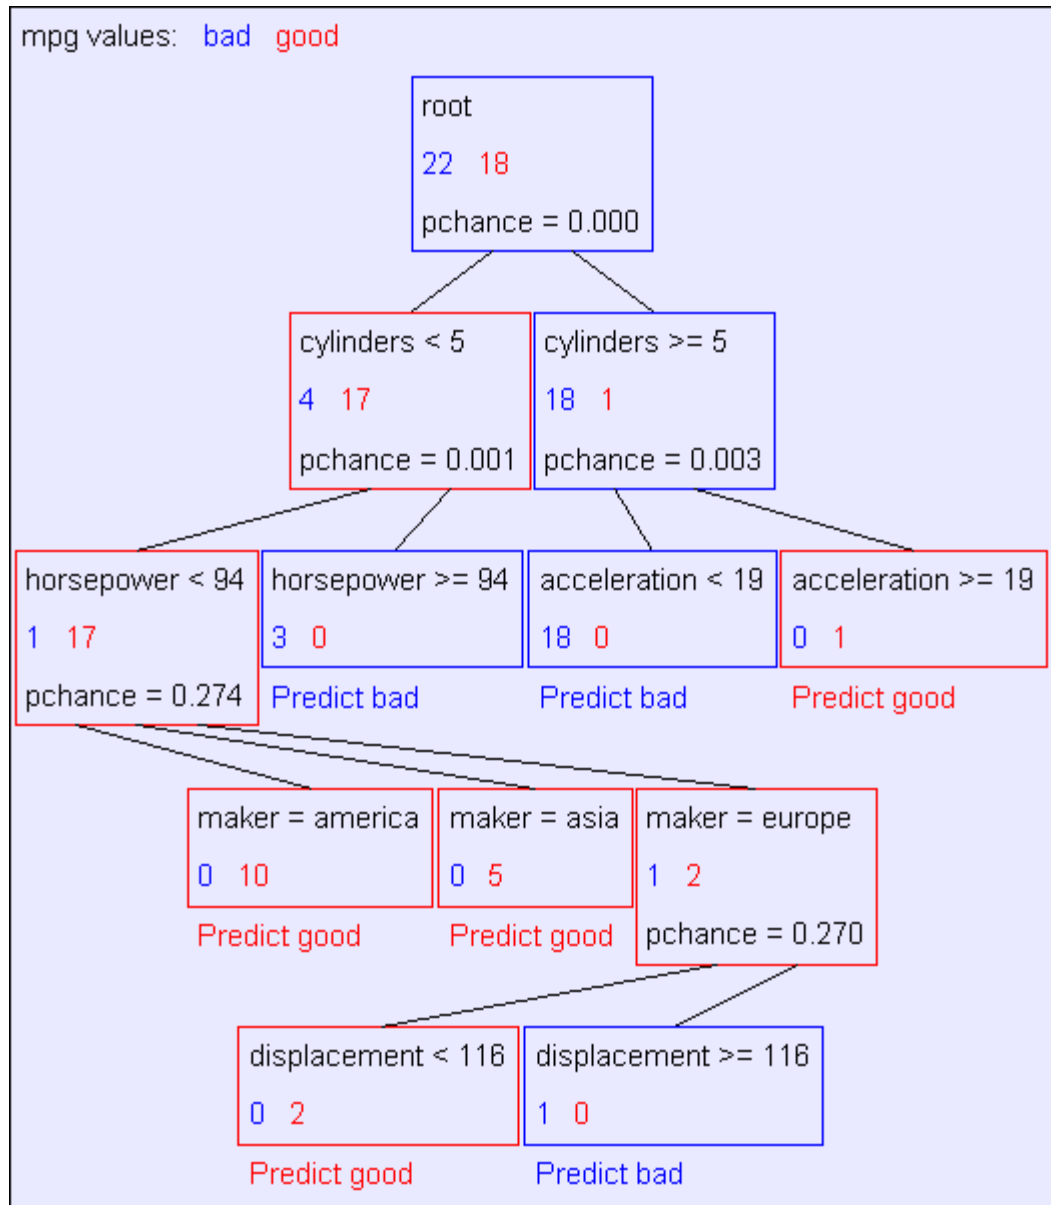 mpg values: bad good
root
22 18
pchance = 0.000
cylinders < 5
4 17
pchance = 0.001
cylinders >= 5
18 1
pchance = 0.003
horsepower < 94
1 17
pchance = 0.274
horsepower >= 94
3 0
Predict bad
acceleration < 19
18 0
Predict bad
acceleration >= 19
0 1
Predict good
maker = america
0 10
Predict good
maker = asia
0 5
Predict good
maker = europe
1 2
pchance = 0.270
displacement < 116
0 2
Predict good
displacement >= 116
1 0
Predict bad